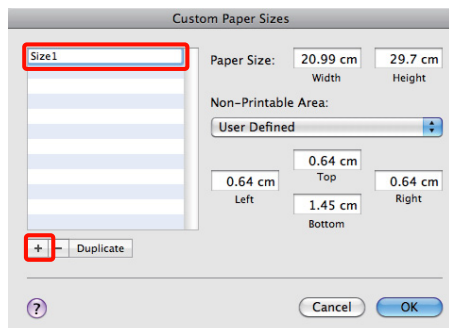 Custom Paper Sizes
Size1
Paper Size: 20.99 cm 29.7 cm
Width Height
Non-Printable Area:
User Defined
0.64 cm
Top
0.64 cm 0.64 cm
Left Right
1.45 cm
Bottom
+ - Duplicate
? Cancel OK